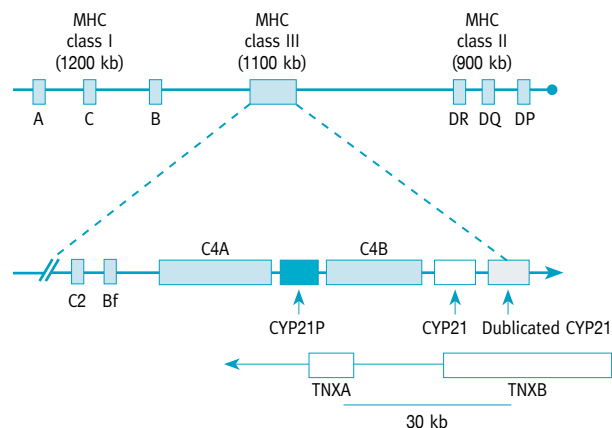 MHC class I (1200 kb)
MHC class III (1100 kb)
MHC class II (900 kb)
A
C
B
DR
DQ
DP
C4A
C4B
C2
Bf
CYP21P
CYP21
Dublicated CYP21
TNXA
TNXB
30 kb